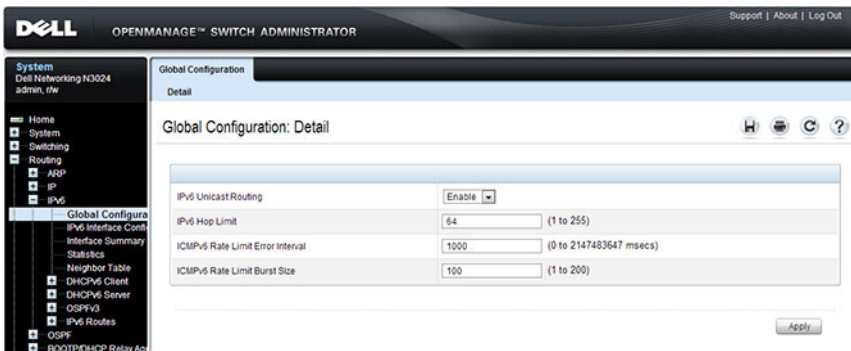 Support | About | Log Out
DELL OPENMANAGE™ SWITCH ADMINISTRATOR
System
Dell Networking N3024
admin, r/w
Home
System
Switching
Routing
ARP
IP
IPv6
Global Configura
IPv6 Interface Confi
Interface Summary
Statistics
Neighbor Table
DHCPv6 Client
DHCPv6 Server
OSPFv3
IPv6 Routes
OSPF
BOOTP/DHCP Relay Age
Global Configuration
Detail
Global Configuration: Detail
IPv6 Unicast Routing Enable
IPv6 Hop Limit 64 (1 to 255)
ICMPv6 Rate Limit Error Interval 1000 (0 to 2147483647 msecs)
ICMPv6 Rate Limit Burst Size 100 (1 to 200)
Apply